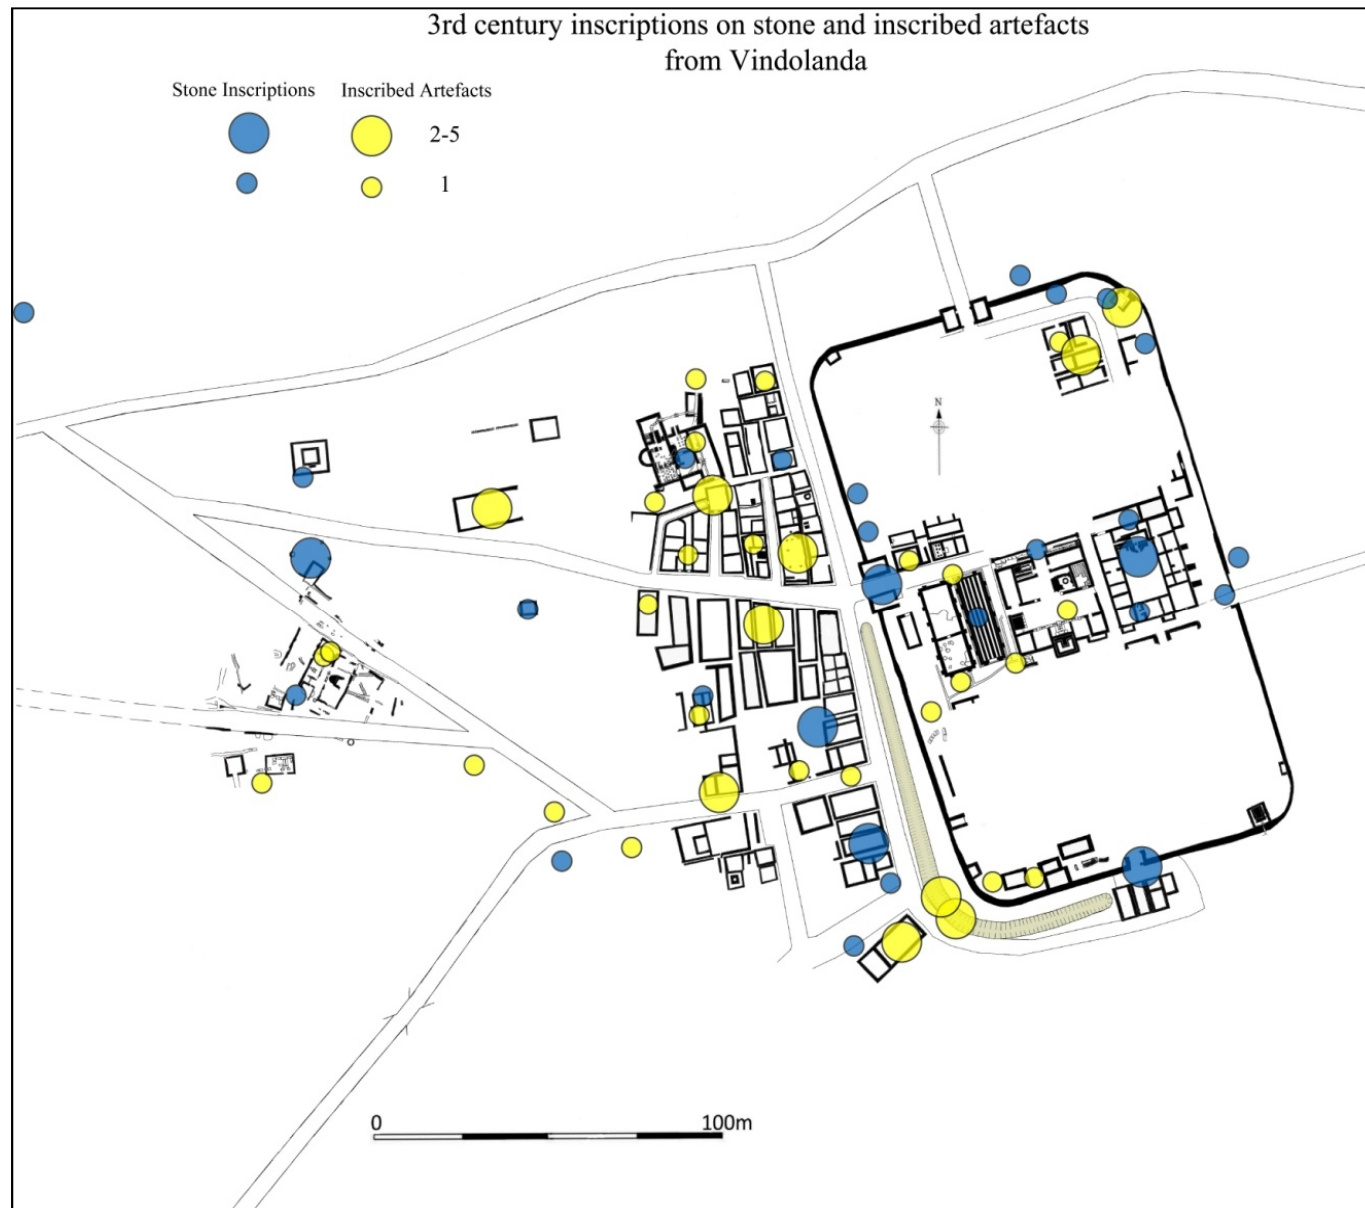 3rd century inscriptions on stone and inscribed artefacts
from Vindolanda
Stone Inscriptions Inscribed Artefacts
2-5
1
N
0 100m